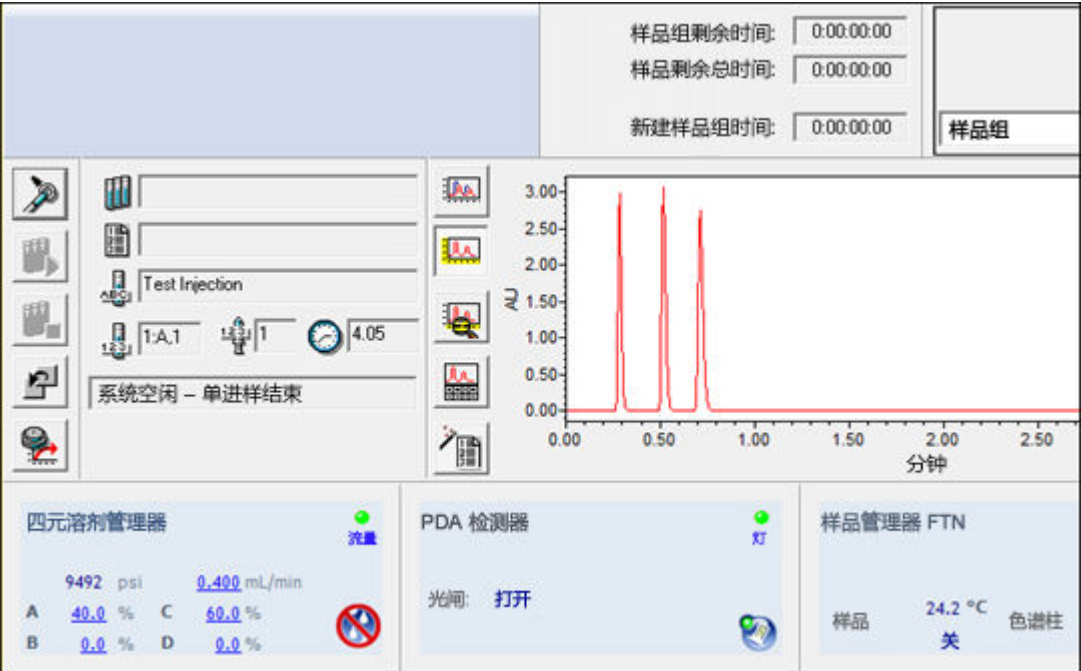 样品组剩余时间: 0:00:00:00
样品剩余总时间: 0:00:00:00
新建样品组时间: 0:00:00:00
样品组
Test Injection
1:A,1
1
4.05
系统空闲 – 单进样结束
3.00
2.50
2.00
1.50
1.00
0.50
0.00
AU
0.00 0.50 1.00 1.50 2.00 2.50
分钟
四元溶剂管理器
流量
9492 psi 0.400 mL/min
A 40.0 % C 60.0 %
B 0.0 % D 0.0 %
PDA 检测器
灯
光闸: 打开
样品管理器 FTN
样品 24.2 °C 色谱柱
关